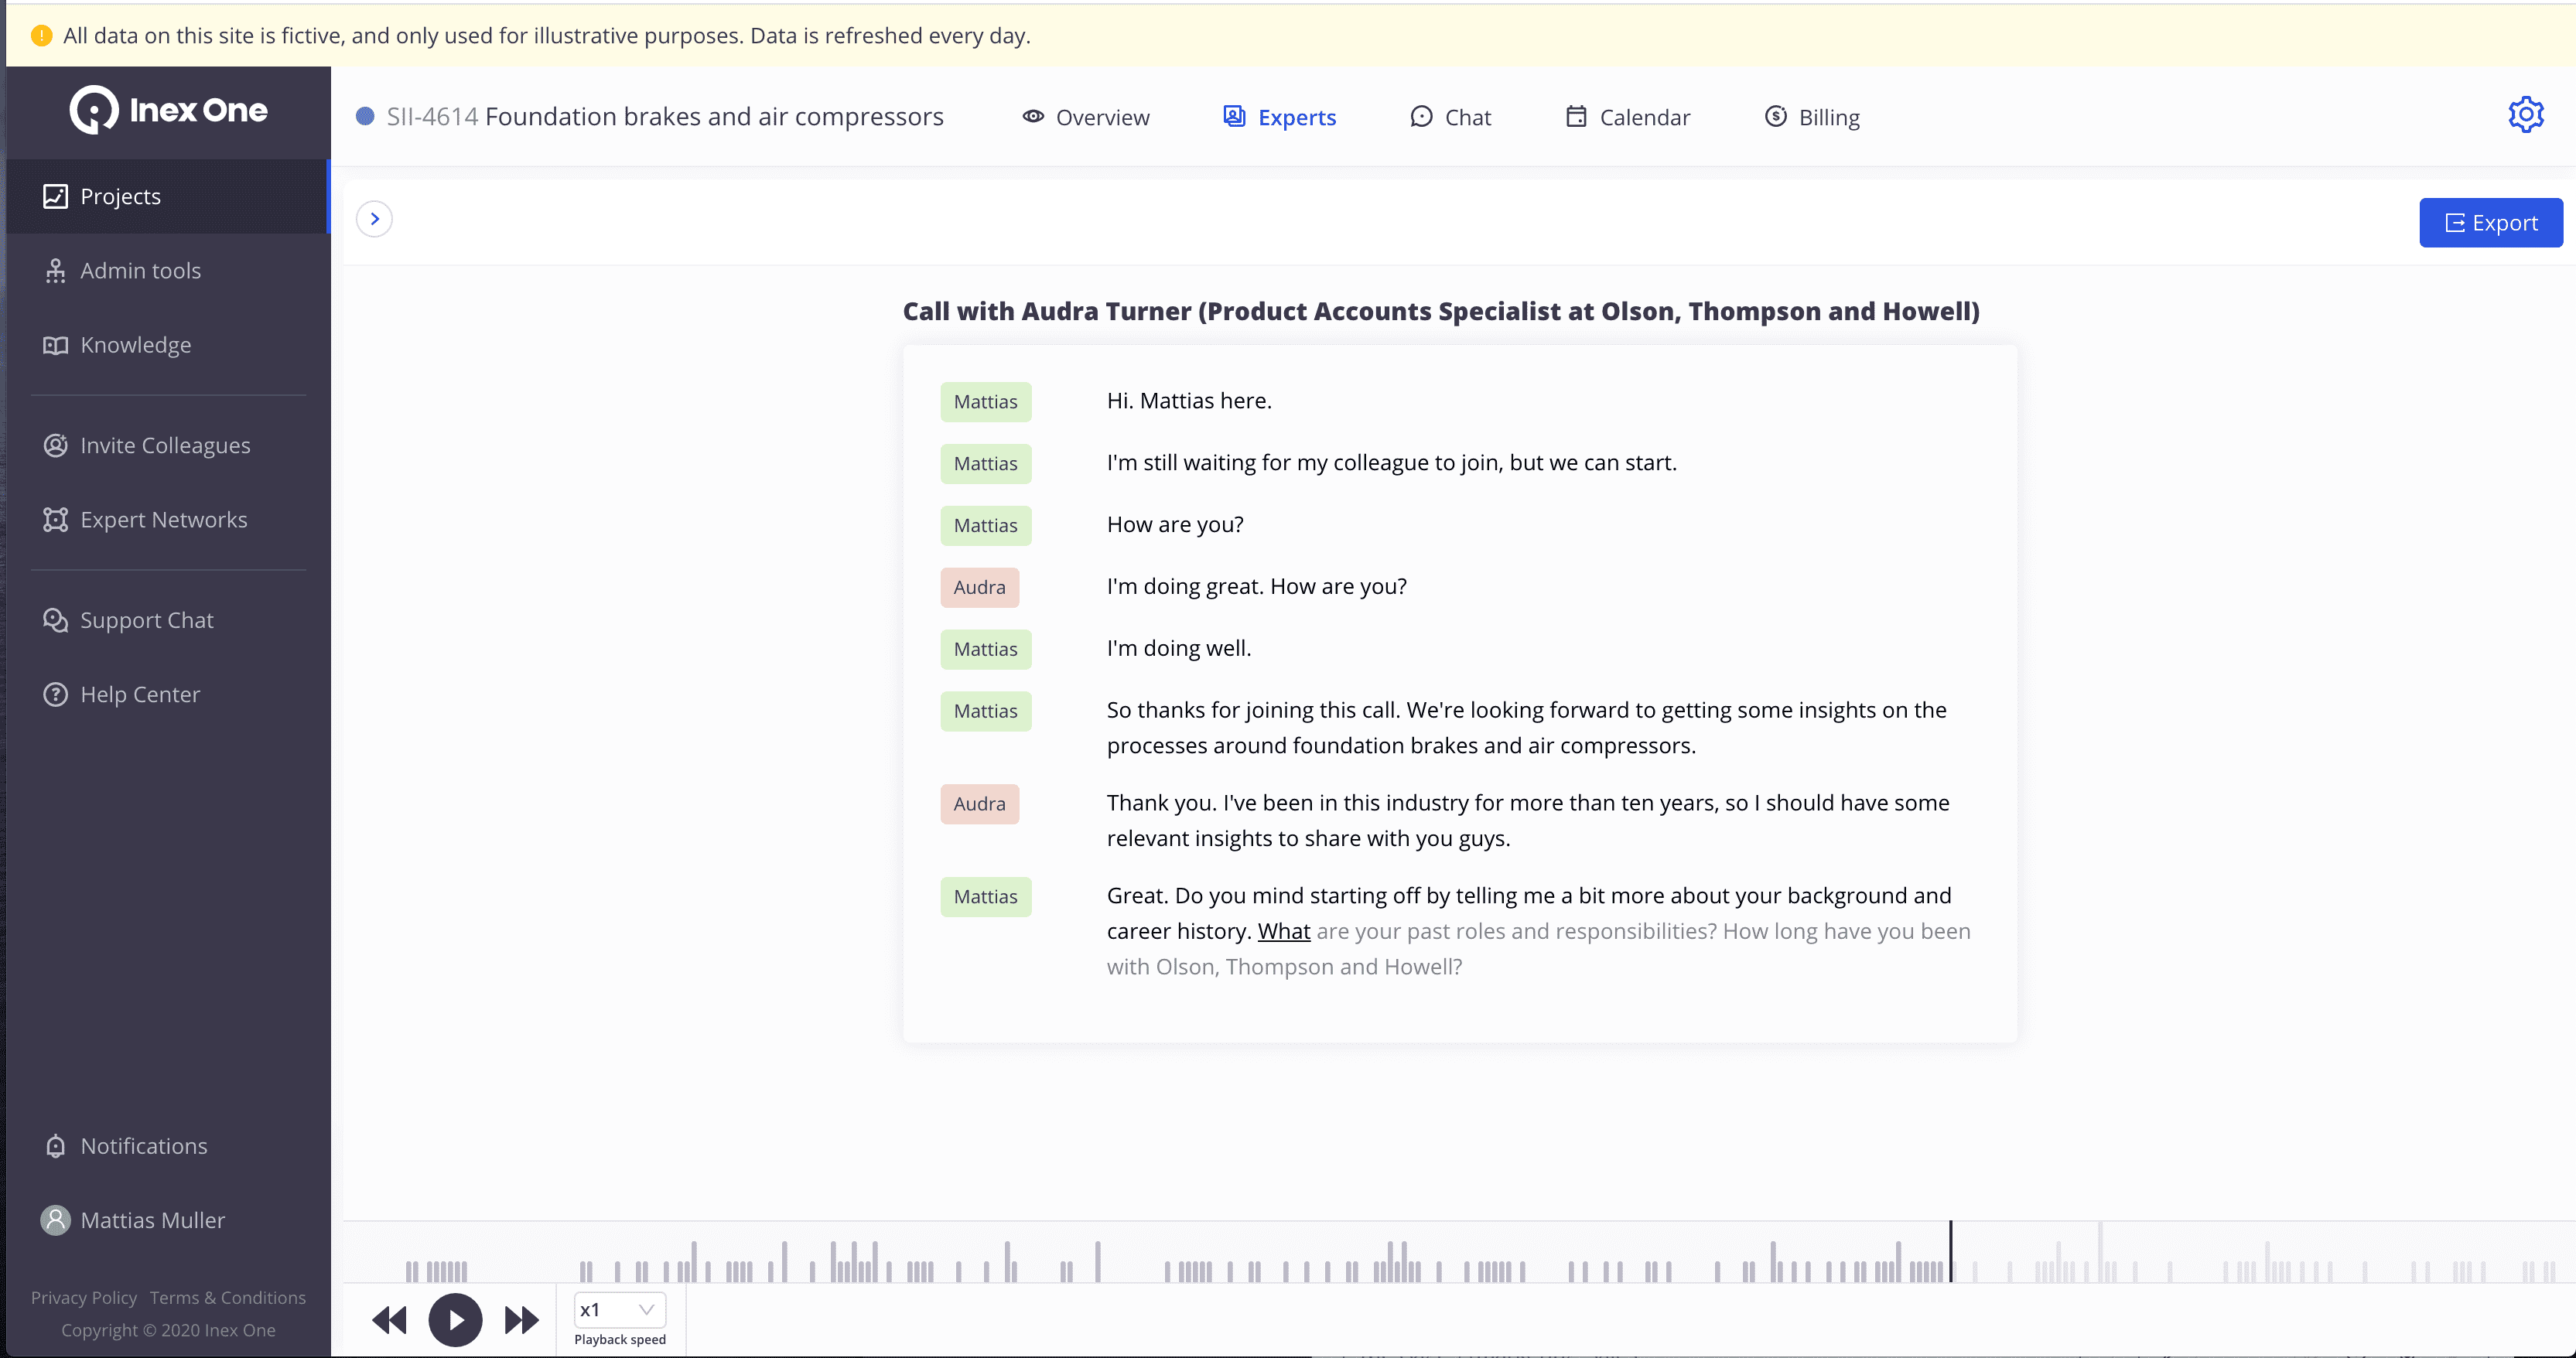 All data on this site is fictive, and only used for illustrative purposes. Data is refreshed every day.
Inex One
Projects
Admin tools
Knowledge
Invite Colleagues
Expert Networks
Support Chat
Help Center
Notifications
Mattias Muller
Privacy Policy Terms & Conditions
Copyright © 2020 Inex One
SII-4614 Foundation brakes and air compressors
Overview
Experts
Chat
Calendar
Billing
Export
Call with Audra Turner (Product Accounts Specialist at Olson, Thompson and Howell)
Mattias Hi. Mattias here.
Mattias I'm still waiting for my colleague to join, but we can start.
Mattias How are you?
Audra I'm doing great. How are you?
Mattias I'm doing well.
Mattias So thanks for joining this call. We're looking forward to getting some insights on the
processes around foundation brakes and air compressors.
Audra Thank you. I've been in this industry for more than ten years, so I should have some
relevant insights to share with you guys.
Mattias Great. Do you mind starting off by telling me a bit more about your background and
career history. What are your past roles and responsibilities? How long have you been
with Olson, Thompson and Howell?
x1
Playback speed